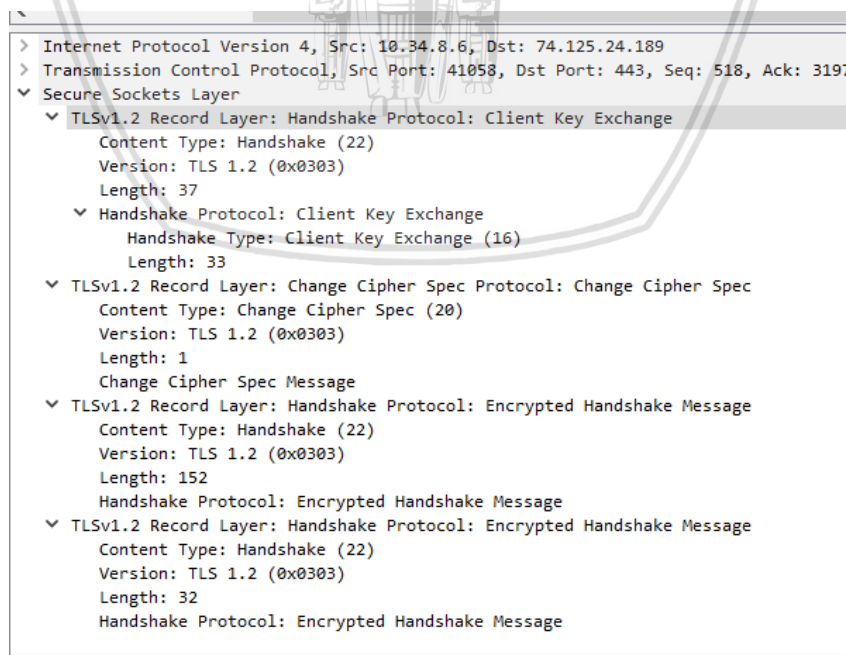 Internet Protocol Version 4, Src: 10.34.8.6, Dst: 74.125.24.189
Transmission Control Protocol, Src Port: 41058, Dst Port: 443, Seq: 518, Ack: 3197
Secure Sockets Layer
TLSv1.2 Record Layer: Handshake Protocol: Client Key Exchange
Content Type: Handshake (22)
Version: TLS 1.2 (0x0303)
Length: 37
Handshake Protocol: Client Key Exchange
Handshake Type: Client Key Exchange (16)
Length: 33
TLSv1.2 Record Layer: Change Cipher Spec Protocol: Change Cipher Spec
Content Type: Change Cipher Spec (20)
Version: TLS 1.2 (0x0303)
Length: 1
Change Cipher Spec Message
TLSv1.2 Record Layer: Handshake Protocol: Encrypted Handshake Message
Content Type: Handshake (22)
Version: TLS 1.2 (0x0303)
Length: 152
Handshake Protocol: Encrypted Handshake Message
TLSv1.2 Record Layer: Handshake Protocol: Encrypted Handshake Message
Content Type: Handshake (22)
Version: TLS 1.2 (0x0303)
Length: 32
Handshake Protocol: Encrypted Handshake Message